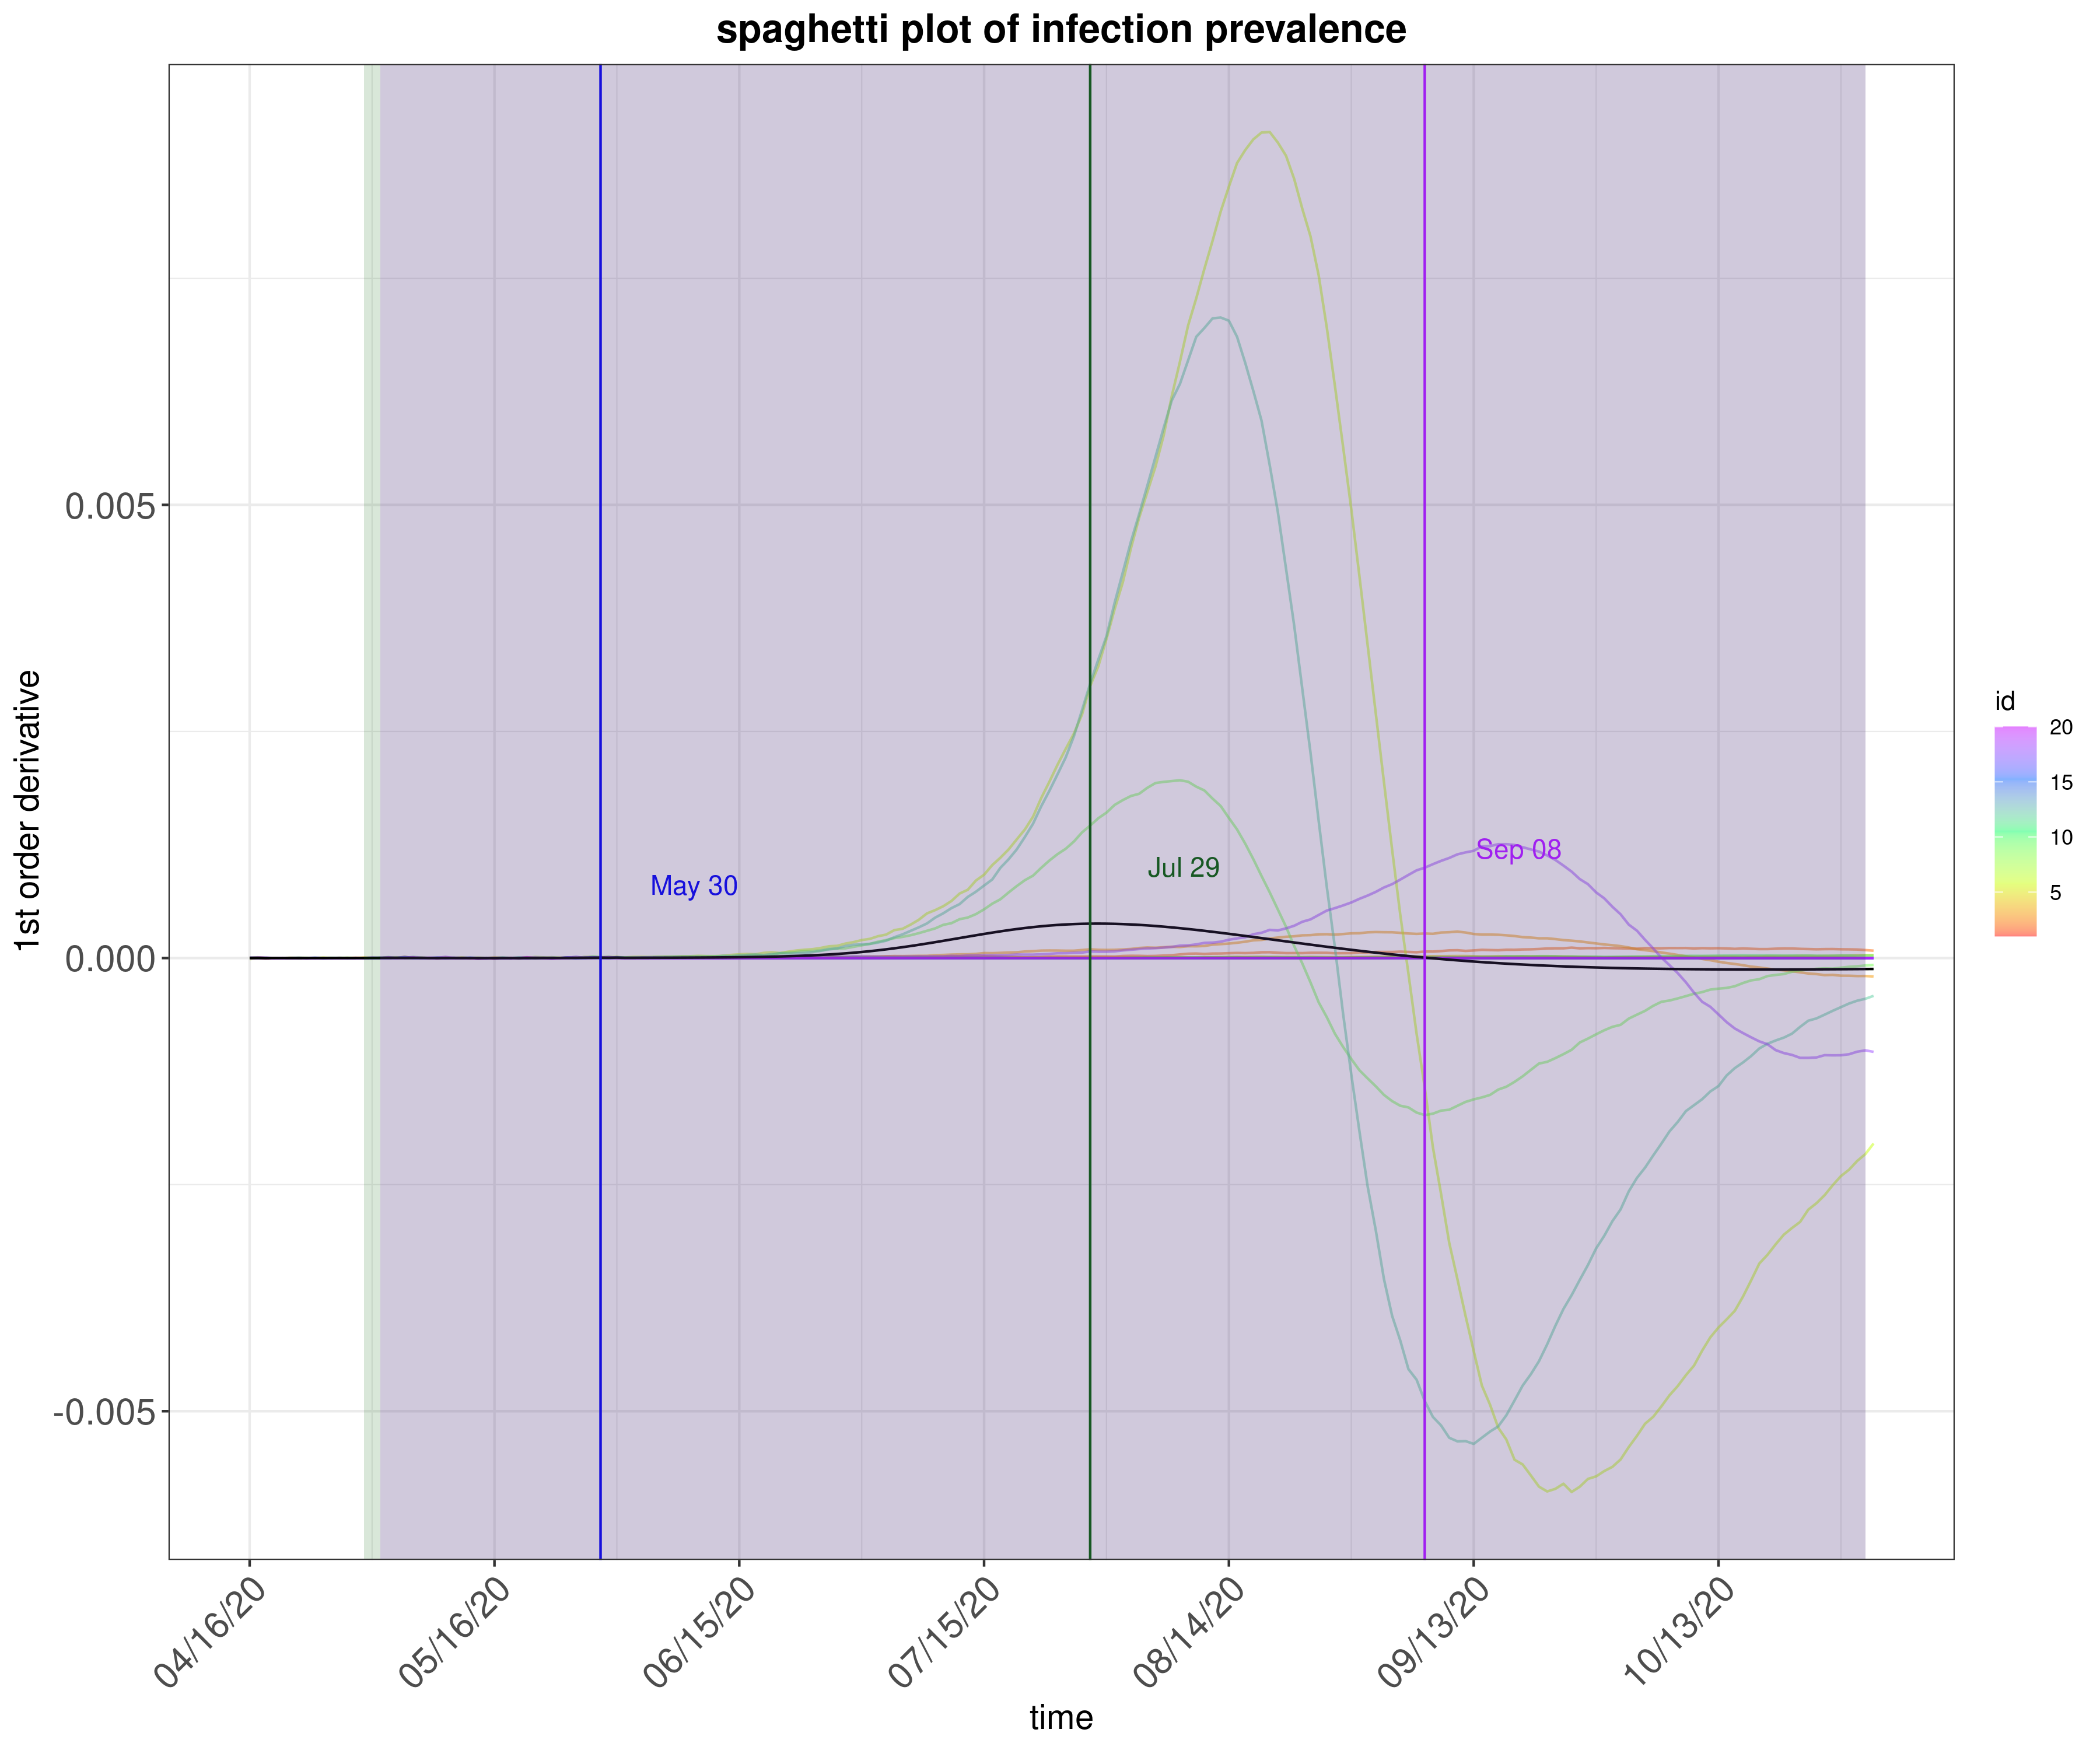 spaghetti plot of infection prevalence
1st order derivative
0.005
0.000
-0.005
May 30
Jul 29
Sep 08
id
20
15
10
5
04/16/20
05/16/20
06/15/20
07/15/20
08/14/20
09/13/20
10/13/20
time